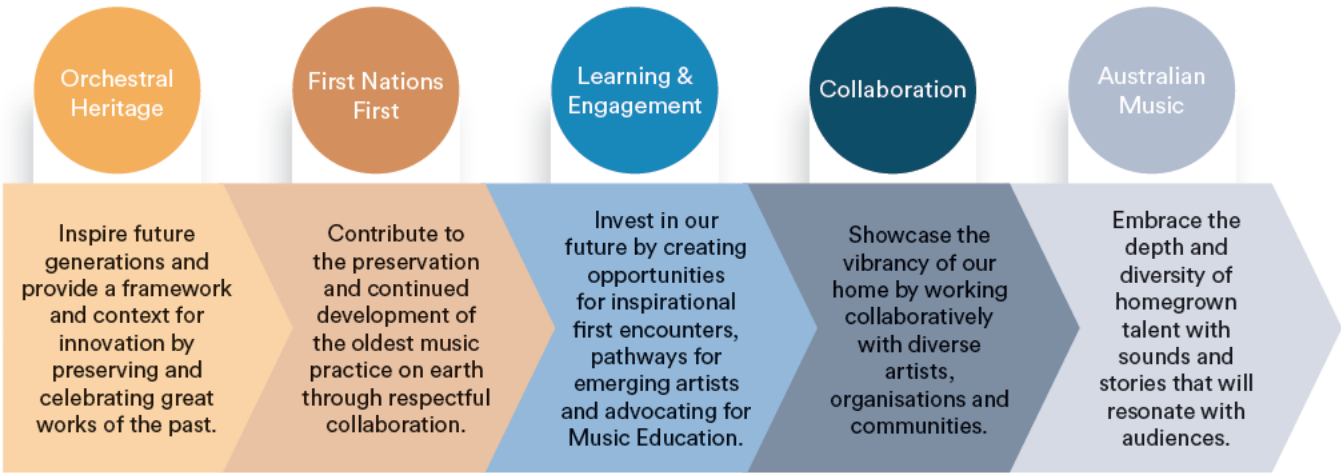 Orchestral
Heritage
Inspire future
generations and
provide a framework
and context for
innovation by
preserving and
celebrating great
works of the past.
First Nations
First
Contribute to
the preservation
and continued
development of
the oldest music
practice on earth
through respectful
collaboration.
Learning &
Engagement
Invest in our
future by creating
opportunities
for inspirational
first encounters,
pathways for
emerging artists
and advocating for
Music Education.
Collaboration
Showcase the
vibrancy of our
home by working
collaboratively
with diverse
artists,
organisations and
communities.
Australian
Music
Embrace the
depth and
diversity of
homegrown
talent with
sounds and
stories that will
resonate with
audiences.